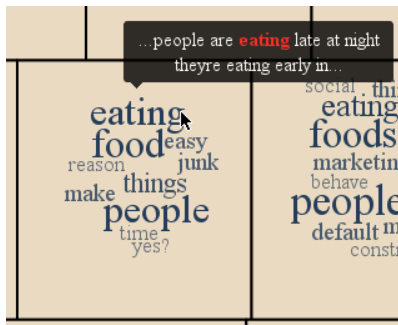 ...people are eating late at night
theyre eating early in...
eating
food easy
reason junk
things
make
people
time
yes?
social
eating
foods
behave
people
default